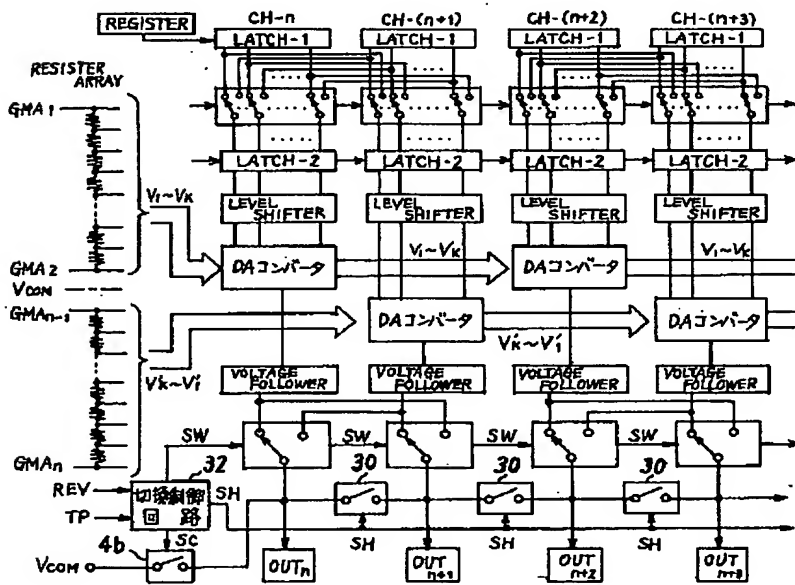 CH-n CH-(n+1) CH-(n+2) CH-(n+3)
REGISTER
LATCH-1 LATCH-1 LATCH-1 LATCH-1
RESISTER
ARRAY
GMA1
LATCH-2 LATCH-2 LATCH-2 LATCH-2
V1~VK
LEVEL SHIFTER LEVEL SHIFTER LEVEL SHIFTER LEVEL SHIFTER
V1~VK V1~VK
GMA2
DAコンバータ DAコンバータ
VCOM
GMAn-1
DAコンバータ DAコンバータ
V'K~V'1
V'K~V'1
VOLTAGE FOLLOWER VOLTAGE FOLLOWER VOLTAGE FOLLOWER VOLTAGE FOLLOWER
SW SW SW SW
GMAn
32
30 30 30
REV
切換制御
回路
SH
TP
SC
SH SH SH
4b
VCOM
OUTn OUTn+1 OUTn+2 OUTn+3